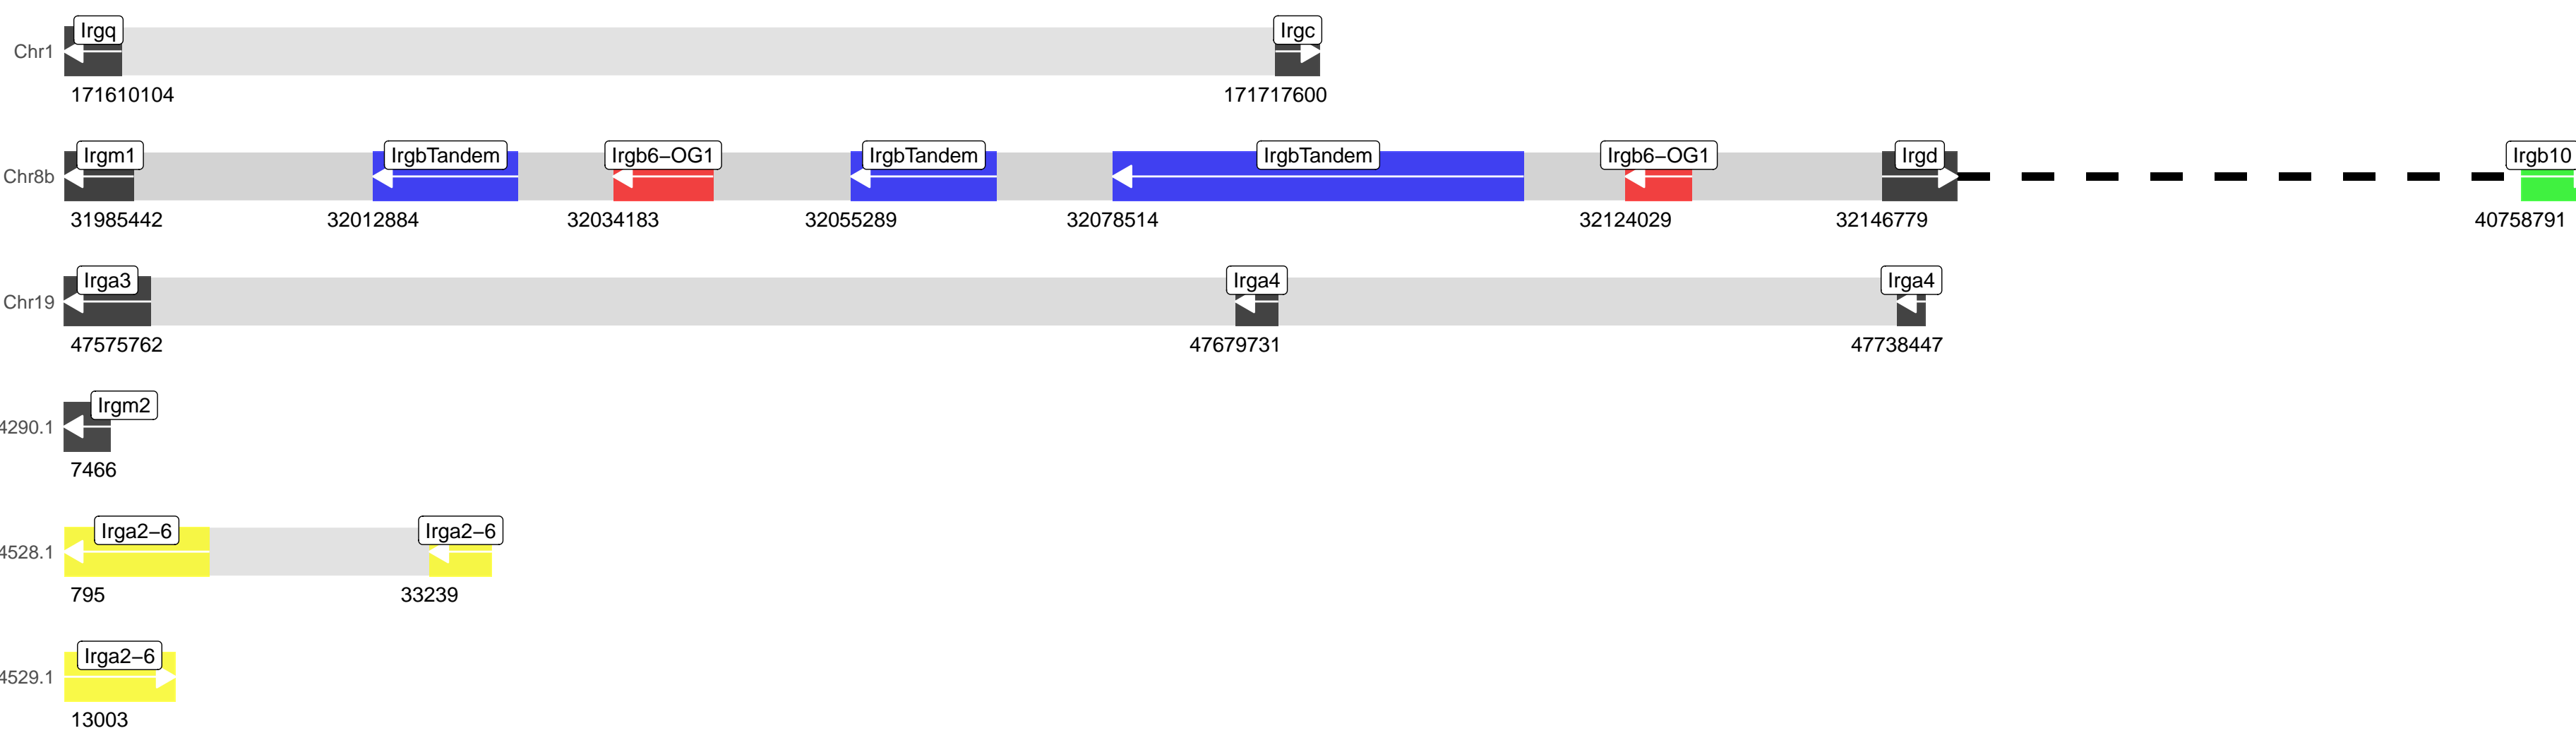 Irgq Irgc
Chr1
171610104 171717600
Irgm1 IrgbTandem Irgb6−OG1 IrgbTandem IrgbTandem Irgb6−OG1 Irgd Irgb10
Chr8b
31985442 32012884 32034183 32055289 32078514 32124029 32146779 40758791
Irga3 Irga4 Irga4
Chr19
47575762 47679731 47738447
Irgm2
4290.1
7466
Irga2−6 Irga2−6
4528.1
795 33239
Irga2−6
4529.1
13003